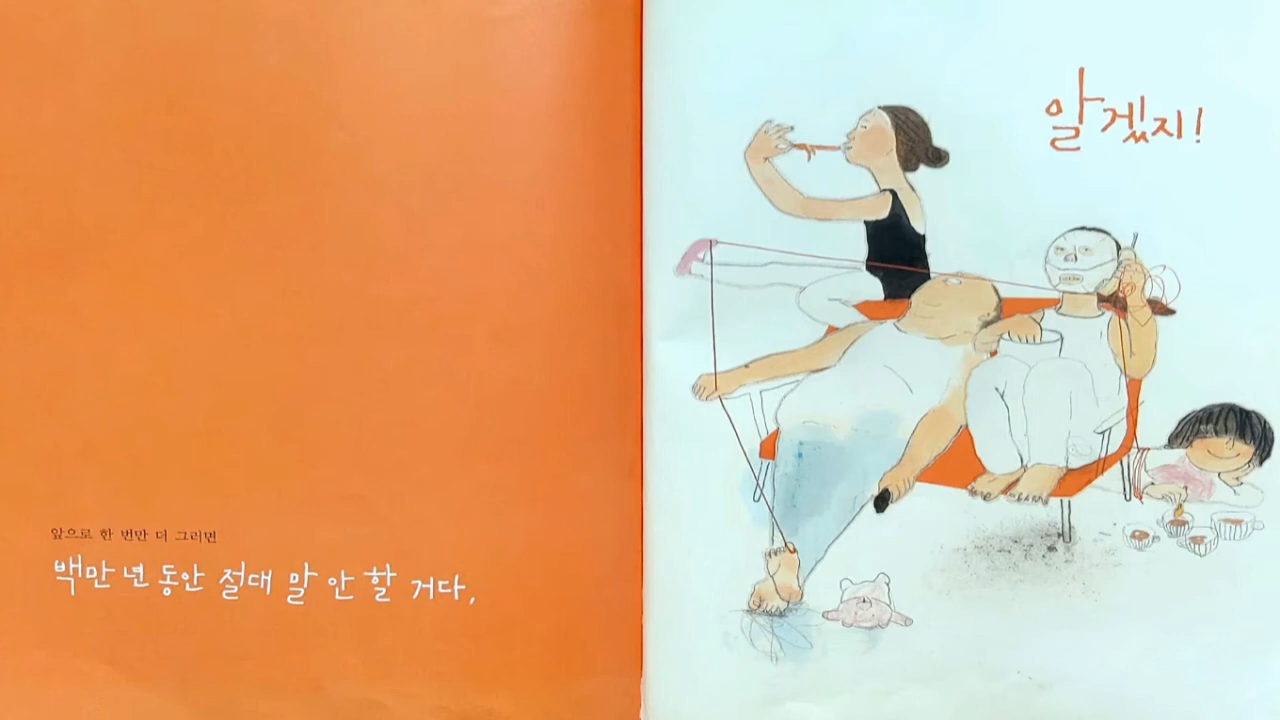 앞으로 한 번만 더 그러면
백만 년 동안 절대 말 안 할 거다,
알겠지!